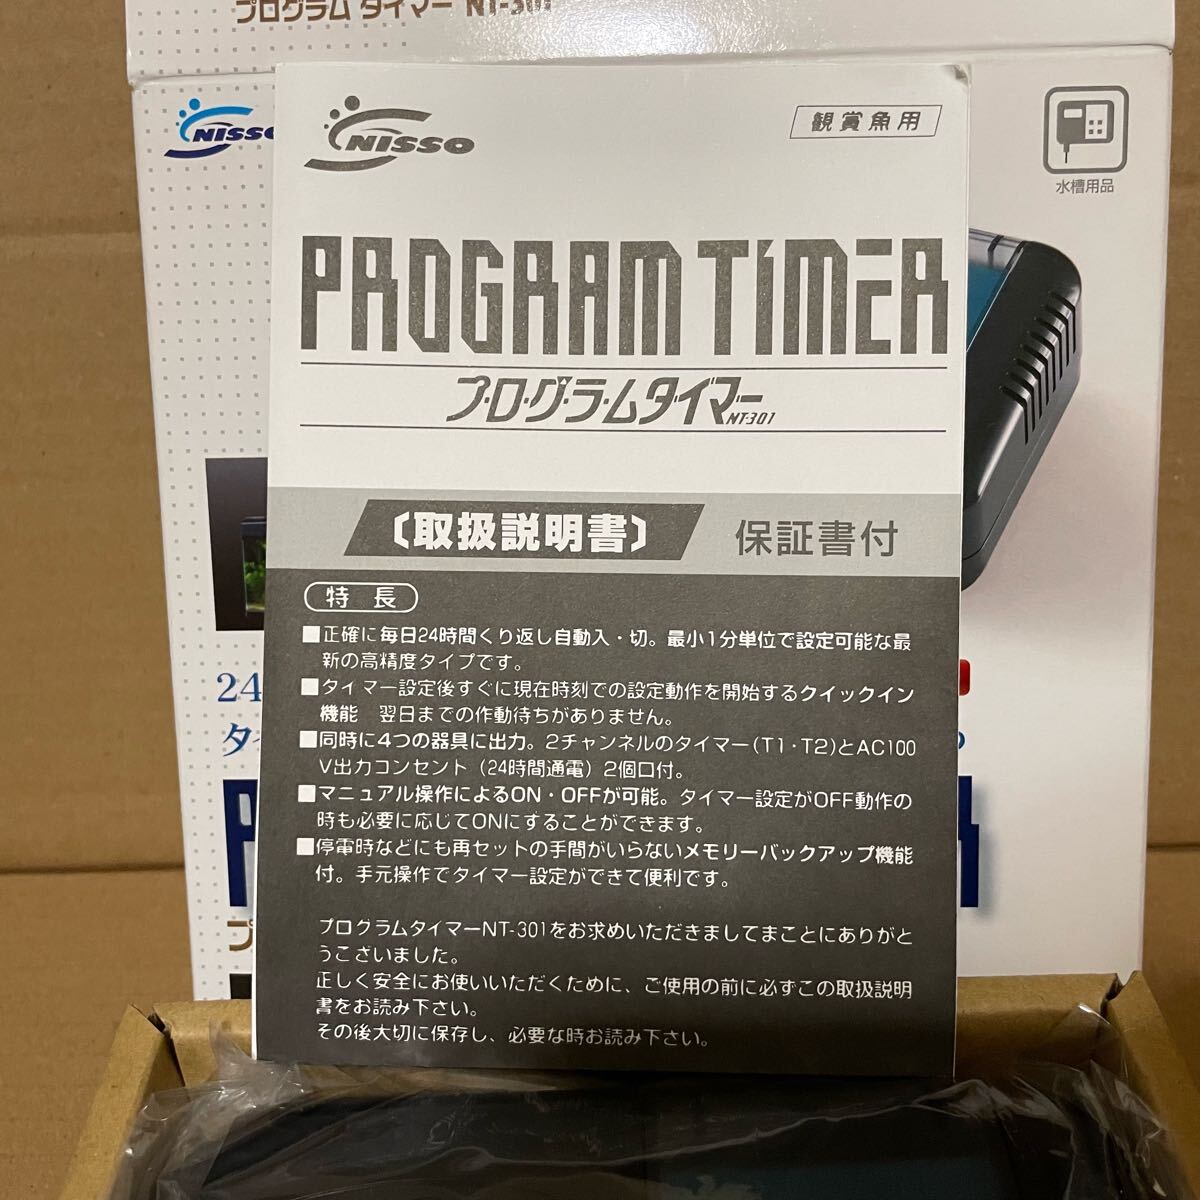 プログラム タイマー NT-301
NISSO
水槽用品
NISSO
観賞魚用
PROGRAM TIMER
プログラムタイマー NT-301
〔取扱説明書〕 保証書付
特 長
■正確に毎日24時間くり返し自動入・切。最小1分単位で設定可能な最
新の高精度タイプです。
■タイマー設定後すぐに現在時刻での設定動作を開始するクイックイン
機能 翌日までの作動待ちがありません。
■同時に4つの器具に出力。2チャンネルのタイマー(T1・T2)とAC100
V出力コンセント(24時間通電)2個口付。
■マニュアル操作によるON・OFFが可能。タイマー設定がOFF動作の
時も必要に応じてONにすることができます。
■停電時などにも再セットの手間がいらないメモリーバックアップ機能
付。手元操作でタイマー設定ができて便利です。
プログラムタイマーNT-301をお求めいただきましてまことにありがと
うございました。
正しく安全にお使いいただくために、ご使用の前に必ずこの取扱説明
書をお読み下さい。
その後大切に保存し、必要な時お読み下さい。
24
タ
P
R
プ